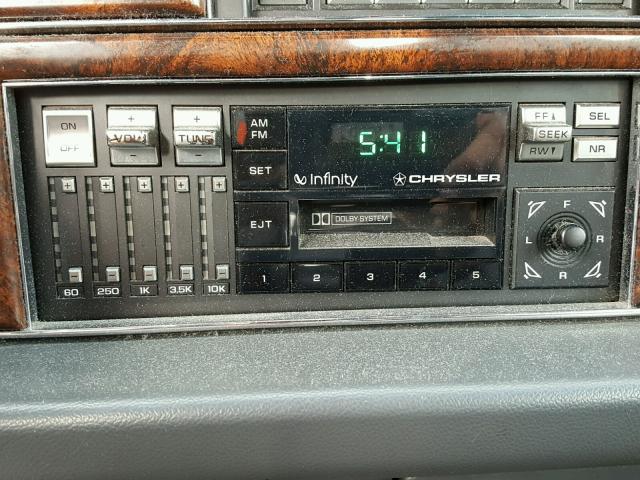 ON
OFF
+
VOL
-
+
TUNE
-
AM
FM
SET
EJT
5:41
Infinity
CHRYSLER
DOLBY SYSTEM
1 2 3 4 5
+ + + + +
- - - - -
60 250 1K 3.5K 10K
FF▲
SEEK
RW▼
SEL
NR
F
L R
R